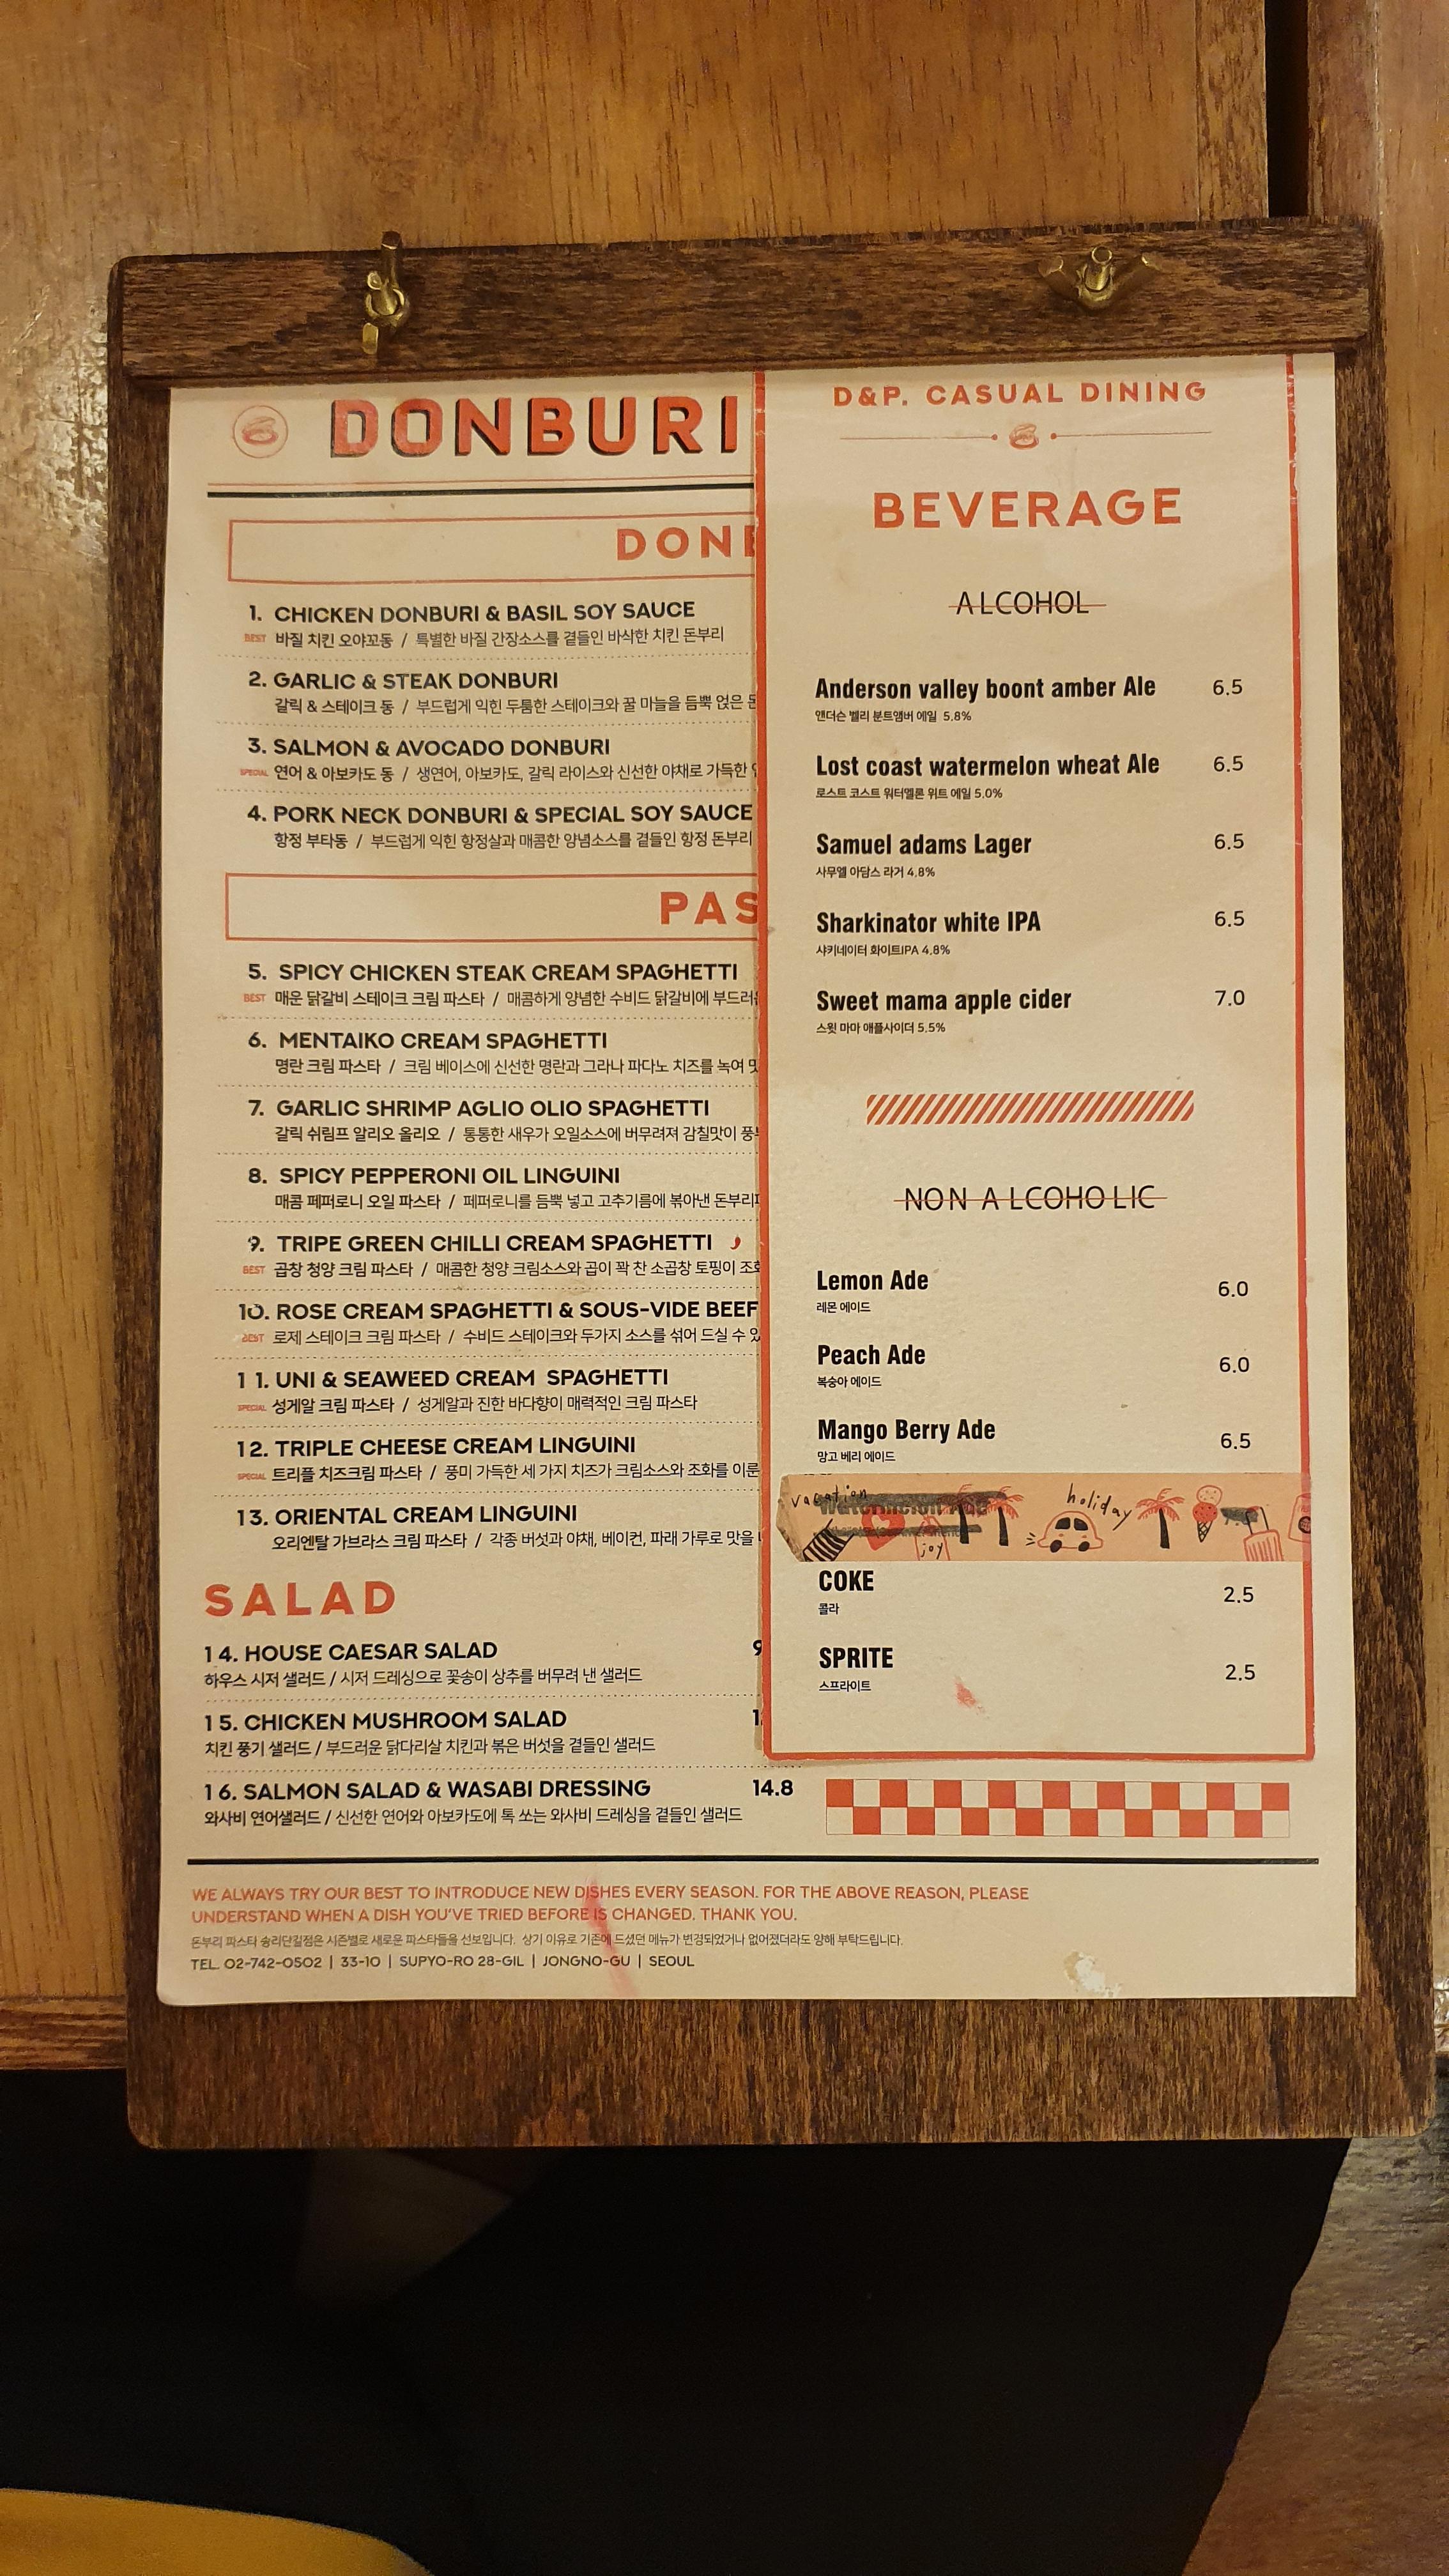 DONBURI
DON
1. CHICKEN DONBURI & BASIL SOY SAUCE
BEST 바질 치킨 오야꼬동 / 특별한 바질 간장소스를 곁들인 바삭한 치킨 돈부리
2. GARLIC & STEAK DONBURI
갈릭 & 스테이크 동 / 부드럽게 익힌 두툼한 스테이크와 꿀 마늘을 듬뿍 얹은
3. SALMON & AVOCADO DONBURI
SPECIAL 연어 & 아보카도 동 / 생연어, 아보카도, 갈릭 라이스와 신선한 야채로 가득한
4. PORK NECK DONBURI & SPECIAL SOY SAUCE
항정 부타동 / 부드럽게 익힌 항정살과 매콤한 양념소스를 곁들인 항정 돈부리
PAS
5. SPICY CHICKEN STEAK CREAM SPAGHETTI
BEST 매운 닭갈비 스테이크 크림 파스타 / 매콤하게 양념한 수비드 닭갈비에 부드러
6. MENTAIKO CREAM SPAGHETTI
명란 크림 파스타 / 크림 베이스에 신선한 명란과 그라나 파다노 치즈를 녹여
7. GARLIC SHRIMP AGLIO OLIO SPAGHETTI
갈릭 쉬림프 알리오 올리오 / 통통한 새우가 오일소스에 버무려져 감칠맛이
8. SPICY PEPPERONI OIL LINGUINI
매콤 페퍼로니 오일 파스타 / 페퍼로니를 듬뿍 넣고 고추기름에 볶아낸 돈부리
9. TRIPE GREEN CHILLI CREAM SPAGHETTI
BEST 곱창 청양 크림 파스타 / 매콤한 청양 크림소스와 곱이 꽉 찬 소곱창 토핑이
10. ROSE CREAM SPAGHETTI & SOUS-VIDE BEEF
BEST 로제 스테이크 크림 파스타 / 수비드 스테이크와 두가지 소스를 섞어 드실 수
11. UNI & SEAWEED CREAM SPAGHETTI
SPECIAL 성게알 크림 파스타 / 성게알과 진한 바다향이 매력적인 크림 파스타
12. TRIPLE CHEESE CREAM LINGUINI
SPECIAL 트리플 치즈크림 파스타 / 풍미 가득한 세 가지 치즈가 크림소스와 조화를 이룬
13. ORIENTAL CREAM LINGUINI
오리엔탈 가브라스 크림 파스타 / 각종 버섯과 야채, 베이컨, 파래 가루로 맛을
SALAD
14. HOUSE CAESAR SALAD 9
하우스 시저 샐러드 / 시저 드레싱으로 꽃송이 상추를 버무려 낸 샐러드
15. CHICKEN MUSHROOM SALAD 1
치킨 풍기 샐러드 / 부드러운 닭다리살 치킨과 볶은 버섯을 곁들인 샐러드
16. SALMON SALAD & WASABI DRESSING 14.8
와사비 연어샐러드 / 신선한 연어와 아보카도에 톡 쏘는 와사비 드레싱을 곁들인 샐러드
D&P. CASUAL DINING
BEVERAGE
ALCOHOL
Anderson valley boont amber Ale 6.5
앤더슨 벨리 분트앰버 에일 5.8%
Lost coast watermelon wheat Ale 6.5
로스트 코스트 워터멜론 위트 에일 5.0%
Samuel adams Lager 6.5
사무엘 아담스 라거 4.8%
Sharkinator white IPA 6.5
샤키네이터 화이트IPA 4.8%
Sweet mama apple cider 7.0
스윗 마마 애플사이더 5.5%
NON ALCOHOLIC
Lemon Ade 6.0
레몬 에이드
Peach Ade 6.0
복숭아 에이드
Mango Berry Ade 6.5
망고 베리 에이드
vacation holiday
joy
COKE 2.5
콜라
SPRITE 2.5
스프라이트
WE ALWAYS TRY OUR BEST TO INTRODUCE NEW DISHES EVERY SEASON. FOR THE ABOVE REASON, PLEASE
UNDERSTAND WHEN A DISH YOU'VE TRIED BEFORE IS CHANGED. THANK YOU.
돈부리 파스타 송리단길점은 시즌별로 새로운 파스타들을 선보입니다. 상기 이유로 기존에 드셨던 메뉴가 변경되었거나 없어졌더라도 양해 부탁드립니다.
TEL. 02-742-0502 | 33-10 | SUPYO-RO 28-GIL | JONGNO-GU | SEOUL